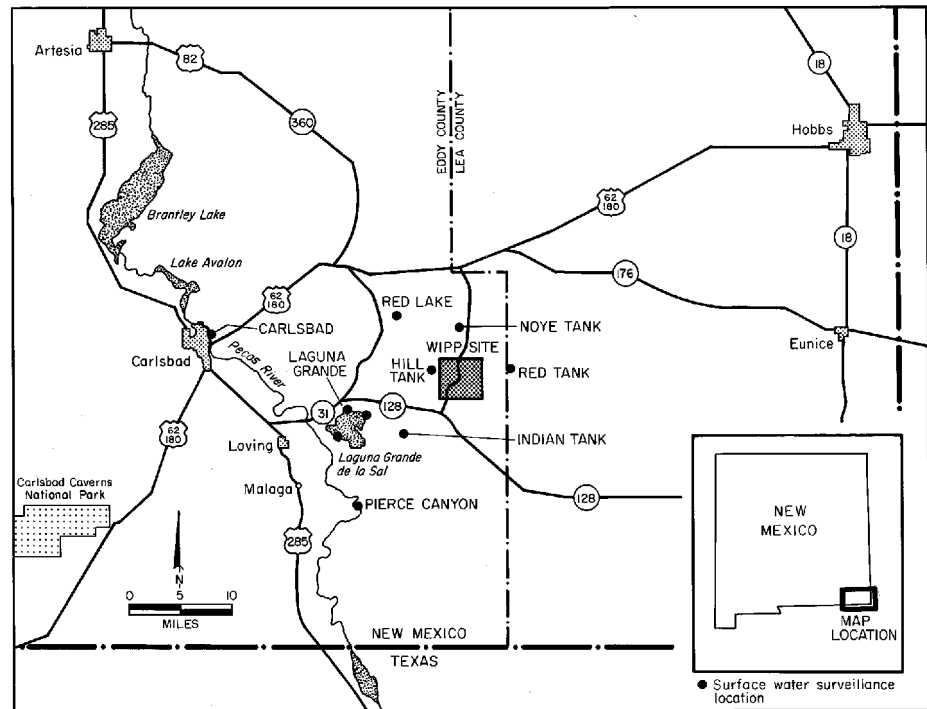 Artesia
82
18
285
360
EDDY COUNTY
LEA COUNTY
Hobbs
Brantley Lake
62
180
18
Lake Avalon
62
180
176
RED LAKE
CARLSBAD
NOYE TANK
Carlsbad
Pecos River
LAGUNA
GRANDE
HILL
TANK
WIPP SITE
RED TANK
Eunice
62
180
31
128
Loving
INDIAN TANK
Laguna Grande
de la Sal
Malaga
PIERCE CANYON
128
Carlsbad Caverns
National Park
285
N
0 5 10
MILES
NEW MEXICO
TEXAS
NEW
MEXICO
MAP
LOCATION
Surface water surveillance
location